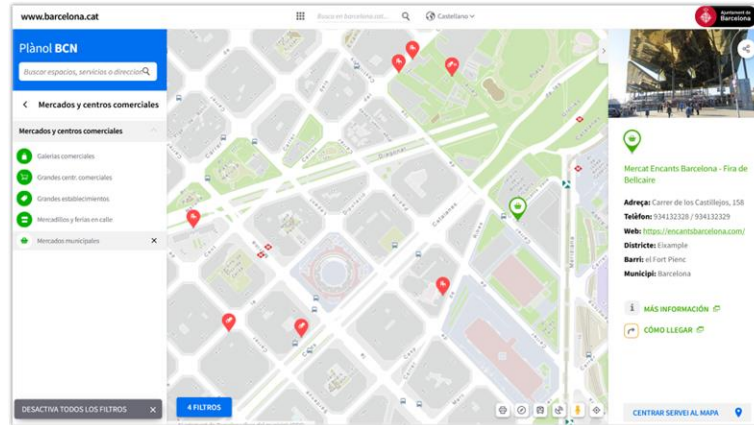 www.barcelona.cat
Busca en barcelona.cat...
Castellano
Ajuntament de
Barcelona
Plànol BCN
Buscar espacios, servicios o direccion
Mercados y centros comerciales
Mercados y centros comerciales
Galerías comerciales
Grandes centr. comerciales
Grandes establecimientos
Mercadillos y ferias en calle
Mercados municipales
DESACTIVA TODOS LOS FILTROS
4 FILTROS
Diagonal
Meridiana
Mercat Encants Barcelona - Fira de
Bellcaire
Adreça: Carrer de los Castillejos, 158
Telèfon: 934132328 / 934132329
Web: https://encantsbarcelona.com/
Districte: Eixample
Barri: el Fort Pienc
Municipi: Barcelona
MÁS INFORMACIÓN
CÓMO LLEGAR
CENTRAR SERVEI AL MAPA